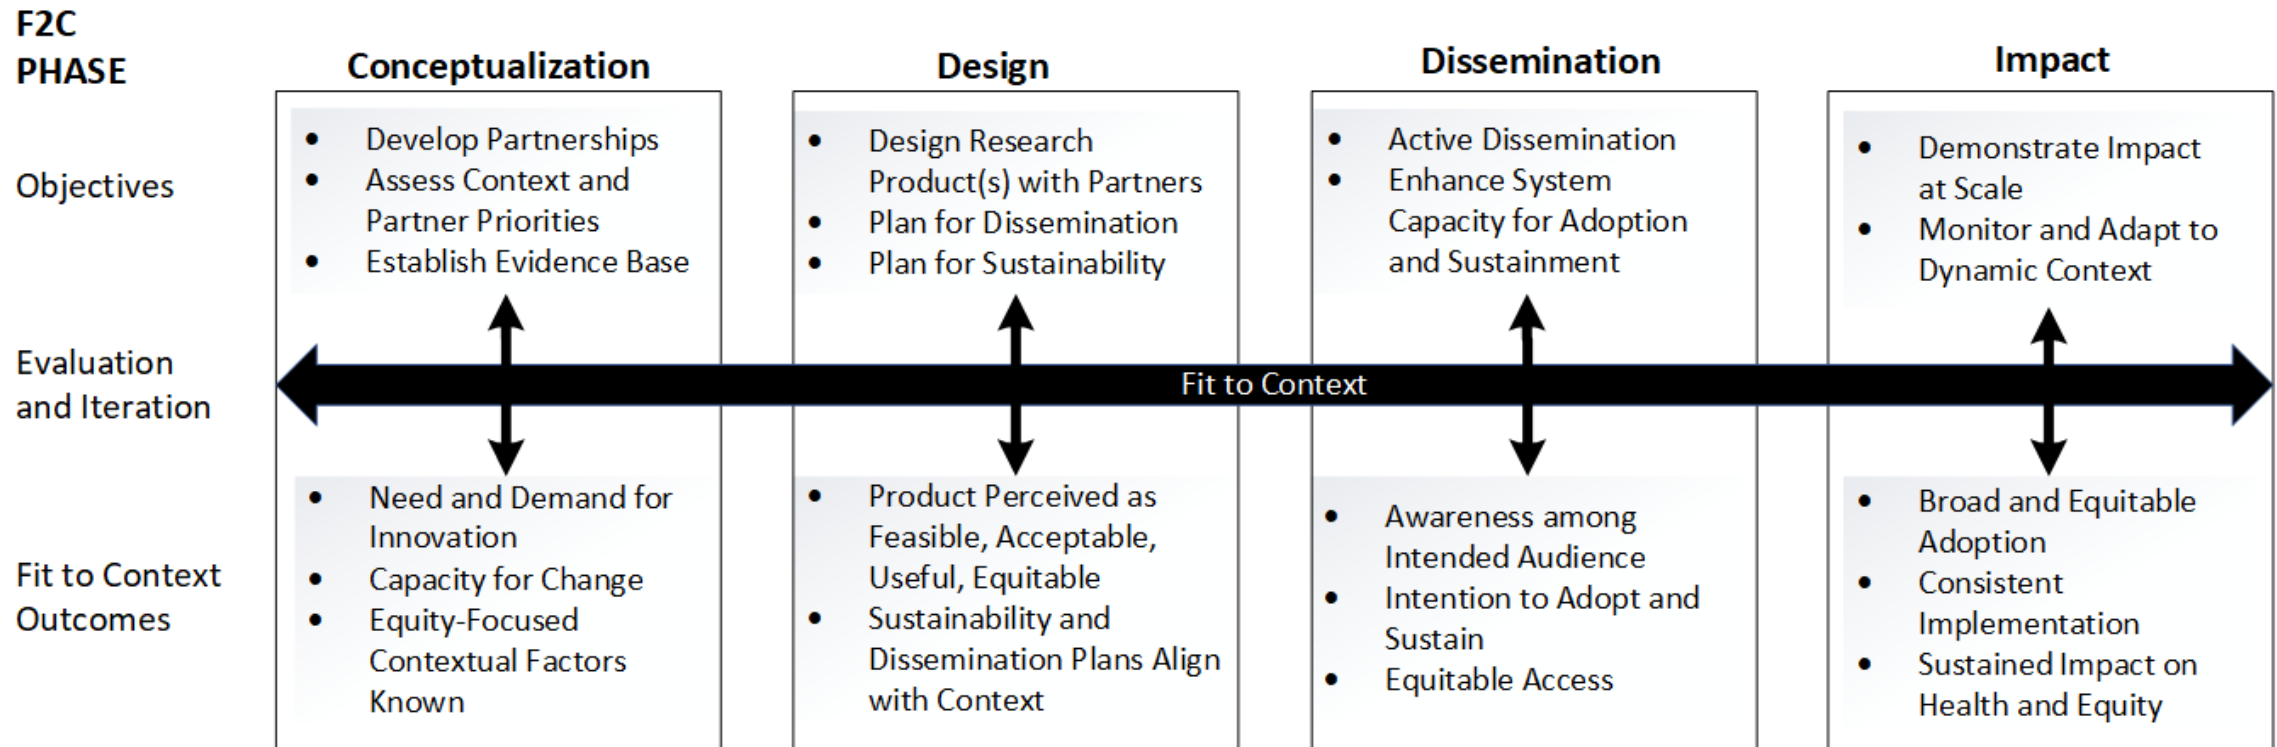 F2C
PHASE
Conceptualization
Design
Dissemination
Impact
Objectives
• Develop Partnerships
• Assess Context and
Partner Priorities
• Establish Evidence Base
• Design Research
Product(s) with Partners
• Plan for Dissemination
• Plan for Sustainability
• Active Dissemination
• Enhance System
Capacity for Adoption
and Sustainment
• Demonstrate Impact
at Scale
• Monitor and Adapt to
Dynamic Context
Evaluation
and Iteration
Fit to Context
Fit to Context
Outcomes
• Need and Demand for
Innovation
• Capacity for Change
• Equity-Focused
Contextual Factors
Known
• Product Perceived as
Feasible, Acceptable,
Useful, Equitable
• Sustainability and
Dissemination Plans Align
with Context
• Awareness among
Intended Audience
• Intention to Adopt and
Sustain
• Equitable Access
• Broad and Equitable
Adoption
• Consistent
Implementation
• Sustained Impact on
Health and Equity